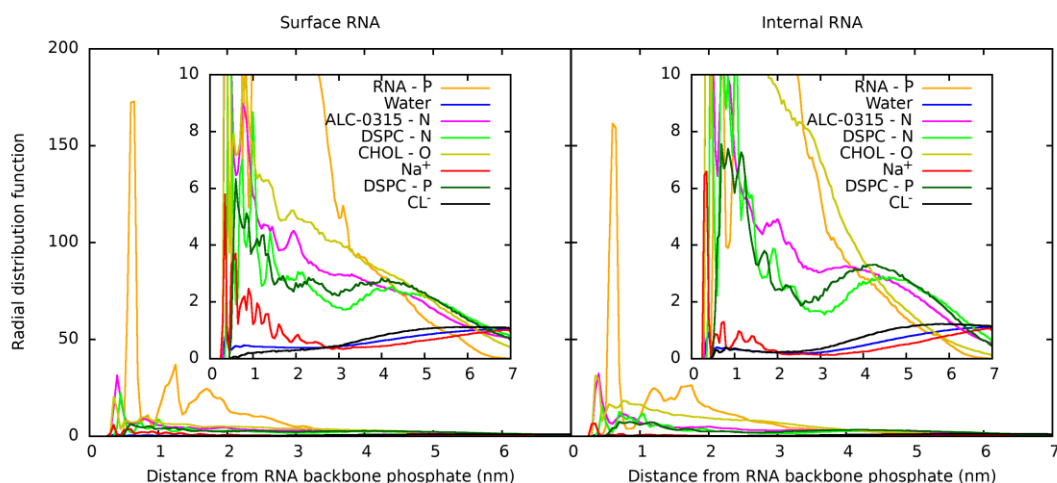 Surface RNA
Internal RNA
Radial distribution function
200
150
100
50
0
10
8
6
4
2
0
RNA - P
Water
ALC-0315 - N
DSPC - N
CHOL - O
Na⁺
DSPC - P
CL⁻
0 1 2 3 4 5 6 7
0 1 2 3 4 5 6
Distance from RNA backbone phosphate (nm)
10
8
6
4
2
0
RNA - P
Water
ALC-0315 - N
DSPC - N
CHOL - O
Na⁺
DSPC - P
CL⁻
0 1 2 3 4 5 6 7
0 1 2 3 4 5 6 7
Distance from RNA backbone phosphate (nm)